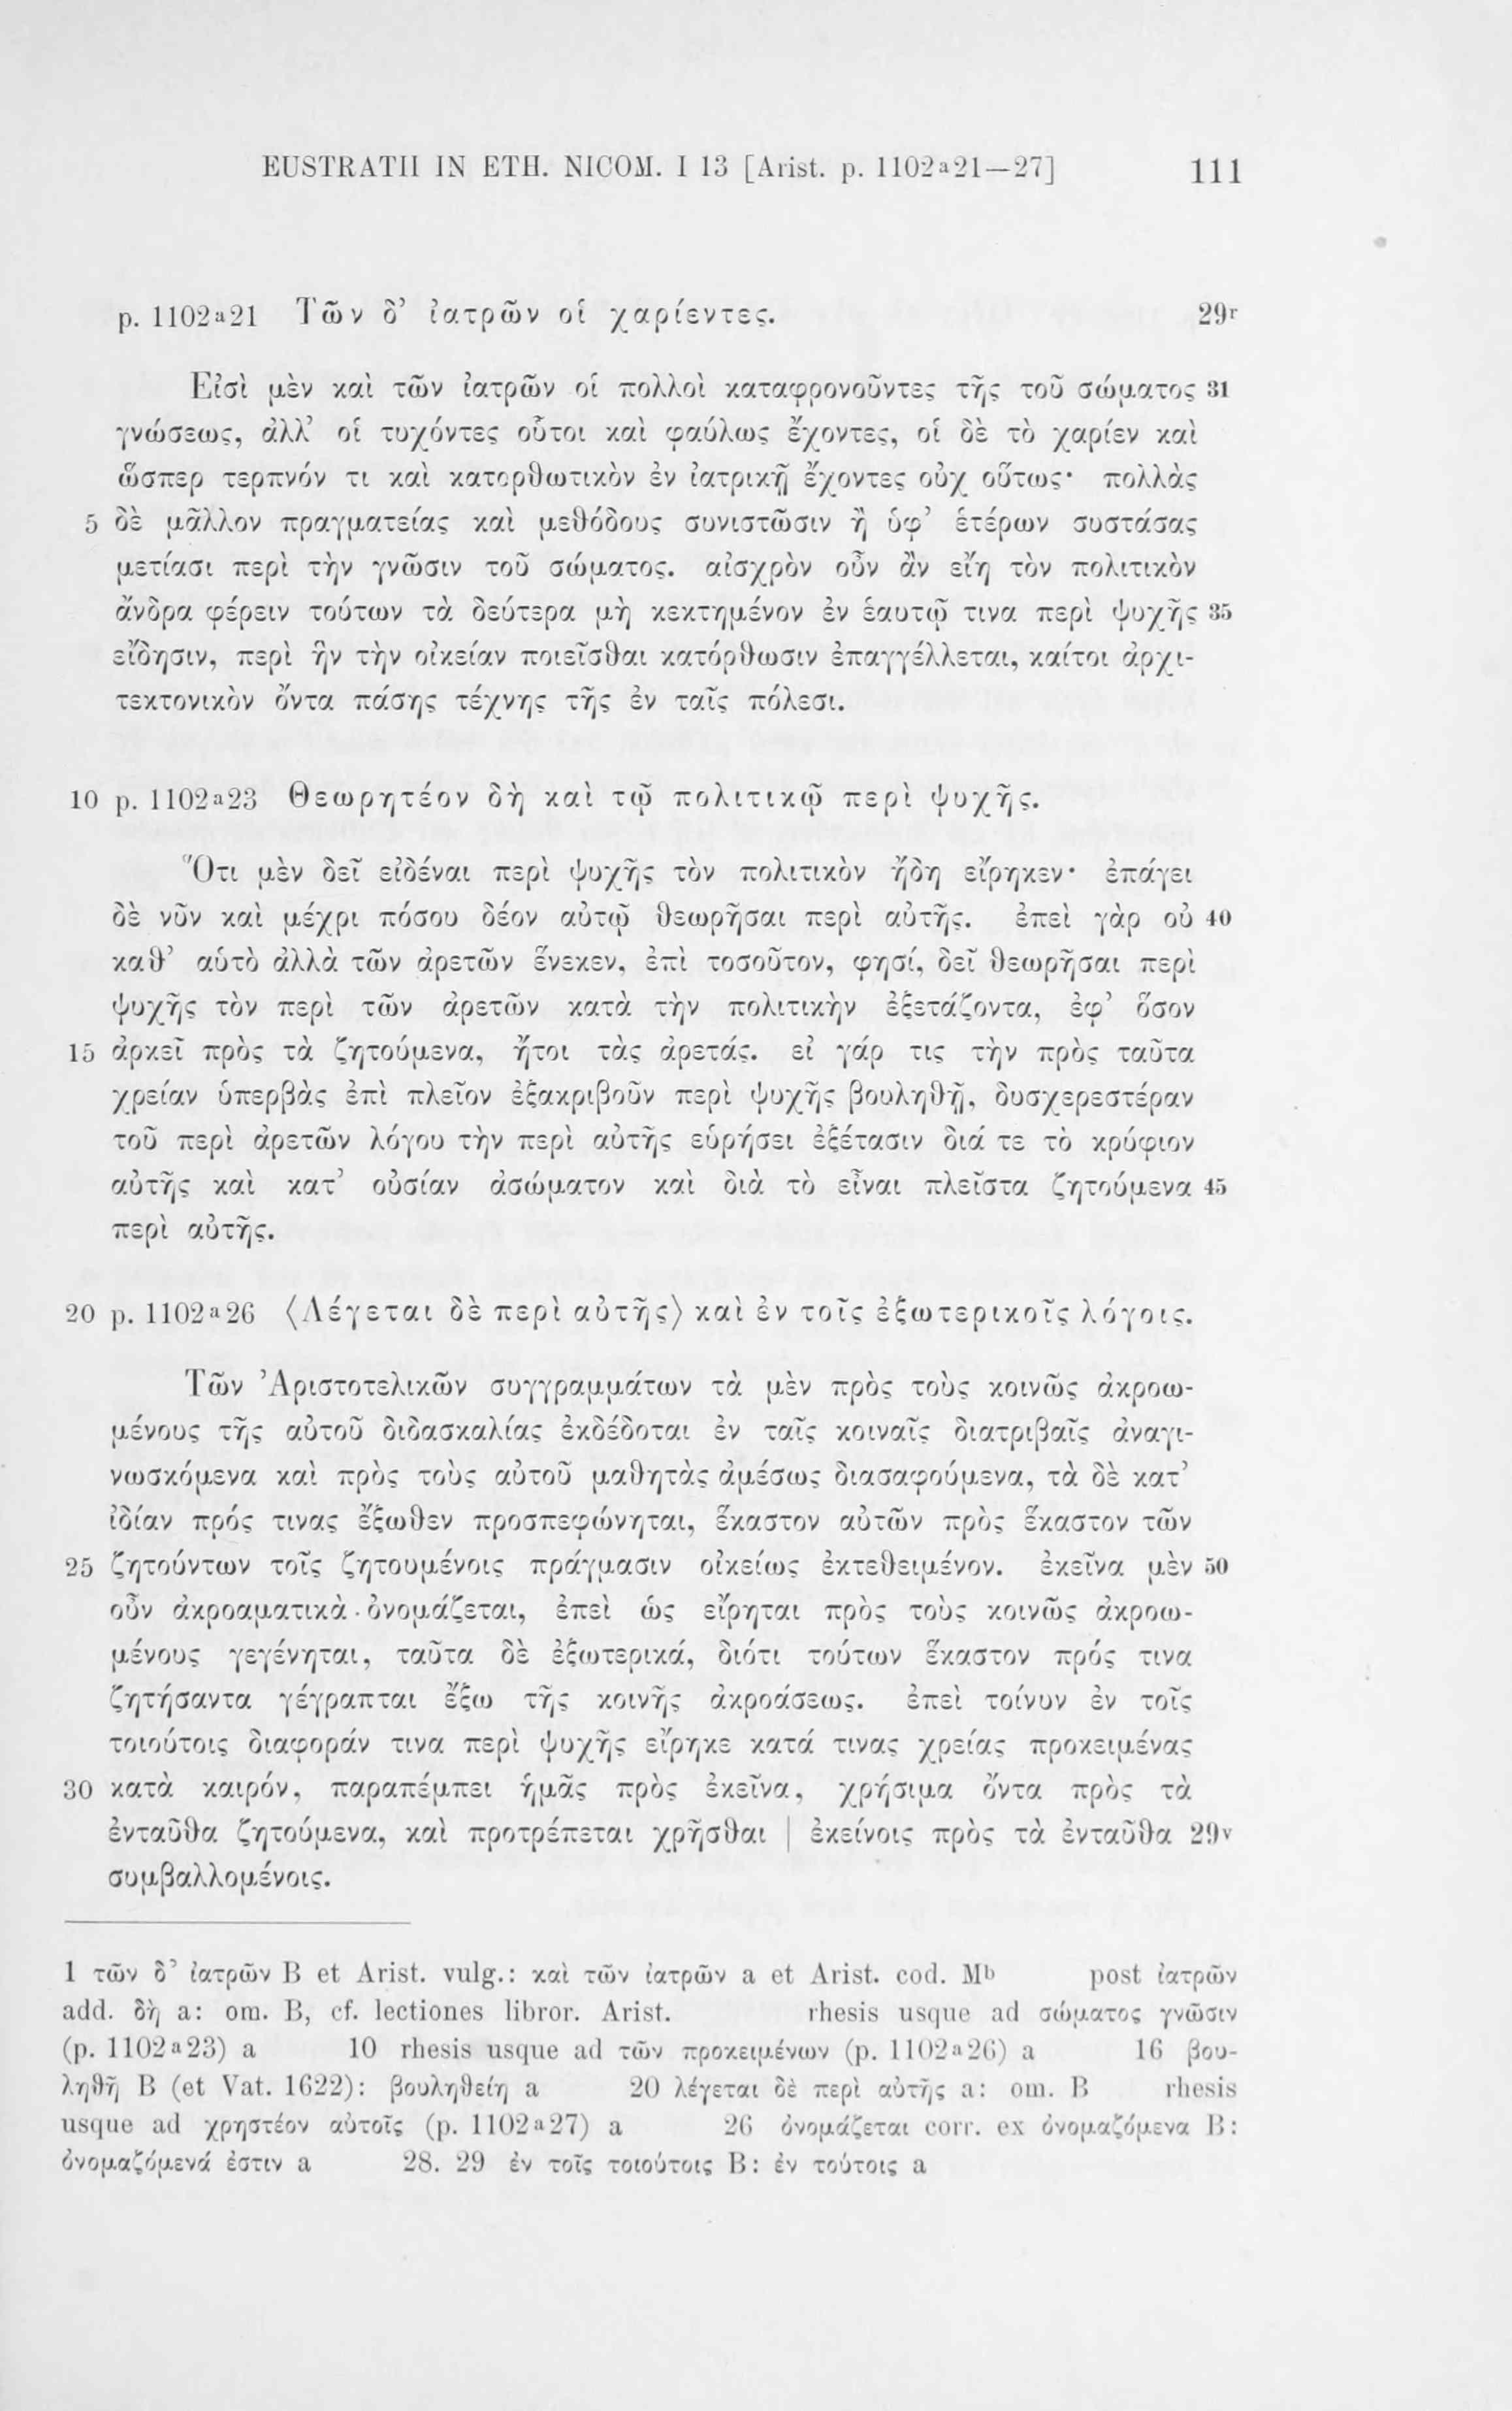 EUSTRATII IN ETH. NICOM. I 13 [Arist. p. 1102a21—27] 111
p. 1102a21 Τῶν δ’ ἰατρῶν οἱ χαρίεντες. 29r
Εἰσὶ μὲν καὶ τῶν ἰατρῶν οἱ πολλοὶ καταφρονοῦντες τῆς τοῦ σώματος 31
γνώσεως, ἀλλ’ οἱ τυχόντες οὗτοι καὶ φαύλως ἔχοντες, οἱ δὲ τὸ χαρίεν καὶ
ὥσπερ τερπνόν τι καὶ κατορθωτικὸν ἐν ἰατρικῇ ἔχοντες οὐχ οὕτως· πολλὰς
5 δὲ μᾶλλον πραγματείας καὶ μεθόδους συνιστῶσιν ἢ ὑφ’ ἑτέρων συστάσας
μετίασι περὶ τὴν γνῶσιν τοῦ σώματος. αἰσχρὸν οὖν ἂν εἴη τὸν πολιτικὸν
ἄνδρα φέρειν τούτων τὰ δεύτερα μὴ κεκτημένον ἐν ἑαυτῷ τινα περὶ ψυχῆς 35
εἴδησιν, περὶ ἣν τὴν οἰκείαν ποιεῖσθαι κατόρθωσιν ἐπαγγέλλεται, καίτοι ἀρχι-
τεκτονικὸν ὄντα πάσης τέχνης τῆς ἐν ταῖς πόλεσι.
10 p. 1102a23 Θεωρητέον δὴ καὶ τῷ πολιτικῷ περὶ ψυχῆς.
Ὅτι μὲν δεῖ εἰδέναι περὶ ψυχῆς τὸν πολιτικὸν ἤδη εἴρηκεν· ἐπάγει
δὲ νῦν καὶ μέχρι πόσου δέον αὐτῷ θεωρῆσαι περὶ αὐτῆς. ἐπεὶ γὰρ οὐ 40
καθ’ αὑτὸ ἀλλὰ τῶν ἀρετῶν ἕνεκεν, ἐπὶ τοσοῦτον, φησί, δεῖ θεωρῆσαι περὶ
ψυχῆς τὸν περὶ τῶν ἀρετῶν κατὰ τὴν πολιτικὴν ἐξετάζοντα, ἐφ’ ὅσον
15 ἀρκεῖ πρὸς τὰ ζητούμενα, ἤτοι τὰς ἀρετάς. εἰ γάρ τις τὴν πρὸς ταῦτα
χρείαν ὑπερβὰς ἐπὶ πλεῖον ἐξακριβοῦν περὶ ψυχῆς βουληθῇ, δυσχερεστέραν
τοῦ περὶ ἀρετῶν λόγου τὴν περὶ αὐτῆς εὑρήσει ἐξέτασιν διά τε τὸ κρύφιον
αὐτῆς καὶ κατ’ οὐσίαν ἀσώματον καὶ διὰ τὸ εἶναι πλεῖστα ζητούμενα 45
περὶ αὐτῆς.
20 p. 1102a26 ⟨Λέγεται δὲ περὶ αὐτῆς⟩ καὶ ἐν τοῖς ἐξωτερικοῖς λόγοις.
Τῶν Ἀριστοτελικῶν συγγραμμάτων τὰ μὲν πρὸς τοὺς κοινῶς ἀκροω-
μένους τῆς αὐτοῦ διδασκαλίας ἐκδέδοται ἐν ταῖς κοιναῖς διατριβαῖς ἀναγι-
νωσκόμενα καὶ πρὸς τοὺς αὐτοῦ μαθητὰς ἀμέσως διασαφούμενα, τὰ δὲ κατ’
ἰδίαν πρός τινας ἔξωθεν προσπεφώνηται, ἕκαστον αὐτῶν πρὸς ἕκαστον τῶν
25 ζητούντων τοῖς ζητουμένοις πράγμασιν οἰκείως ἐκτεθειμένον. ἐκεῖνα μὲν 50
οὖν ἀκροαματικὰ ὀνομάζεται, ἐπεὶ ὡς εἴρηται πρὸς τοὺς κοινῶς ἀκροω-
μένους γεγένηται, ταῦτα δὲ ἐξωτερικά, διότι τούτων ἕκαστον πρός τινα
ζητήσαντα γέγραπται ἔξω τῆς κοινῆς ἀκροάσεως. ἐπεὶ τοίνυν ἐν τοῖς
τοιούτοις διαφοράν τινα περὶ ψυχῆς εἴρηκε κατά τινας χρείας προκειμένας
30 κατὰ καιρόν, παραπέμπει ἡμᾶς πρὸς ἐκεῖνα, χρήσιμα ὄντα πρὸς τὰ
ἐνταῦθα ζητούμενα, καὶ προτρέπεται χρῆσθαι | ἐκείνοις πρὸς τὰ ἐνταῦθα 29v
συμβαλλομένοις.
1 τῶν δ’ ἰατρῶν B et Arist. vulg.: καὶ τῶν ἰατρῶν a et Arist. cod. Mb post ἰατρῶν
add. δὴ a: om. B, cf. lectiones libror. Arist. rhesis usque ad σώματος γνῶσιν
(p. 1102a23) a 10 rhesis usque ad τῶν προκειμένων (p. 1102a26) a 16 βου-
ληθῇ B (et Vat. 1622): βουληθείη a 20 λέγεται δὲ περὶ αὐτῆς a: om. B rhesis
usque ad χρηστέον αὐτοῖς (p. 1102a27) a 26 ὀνομάζεται corr. ex ὀνομαζόμενα B:
ὀνομαζόμενά ἐστιν a 28. 29 ἐν τοῖς τοιούτοις B: ἐν τούτοις a